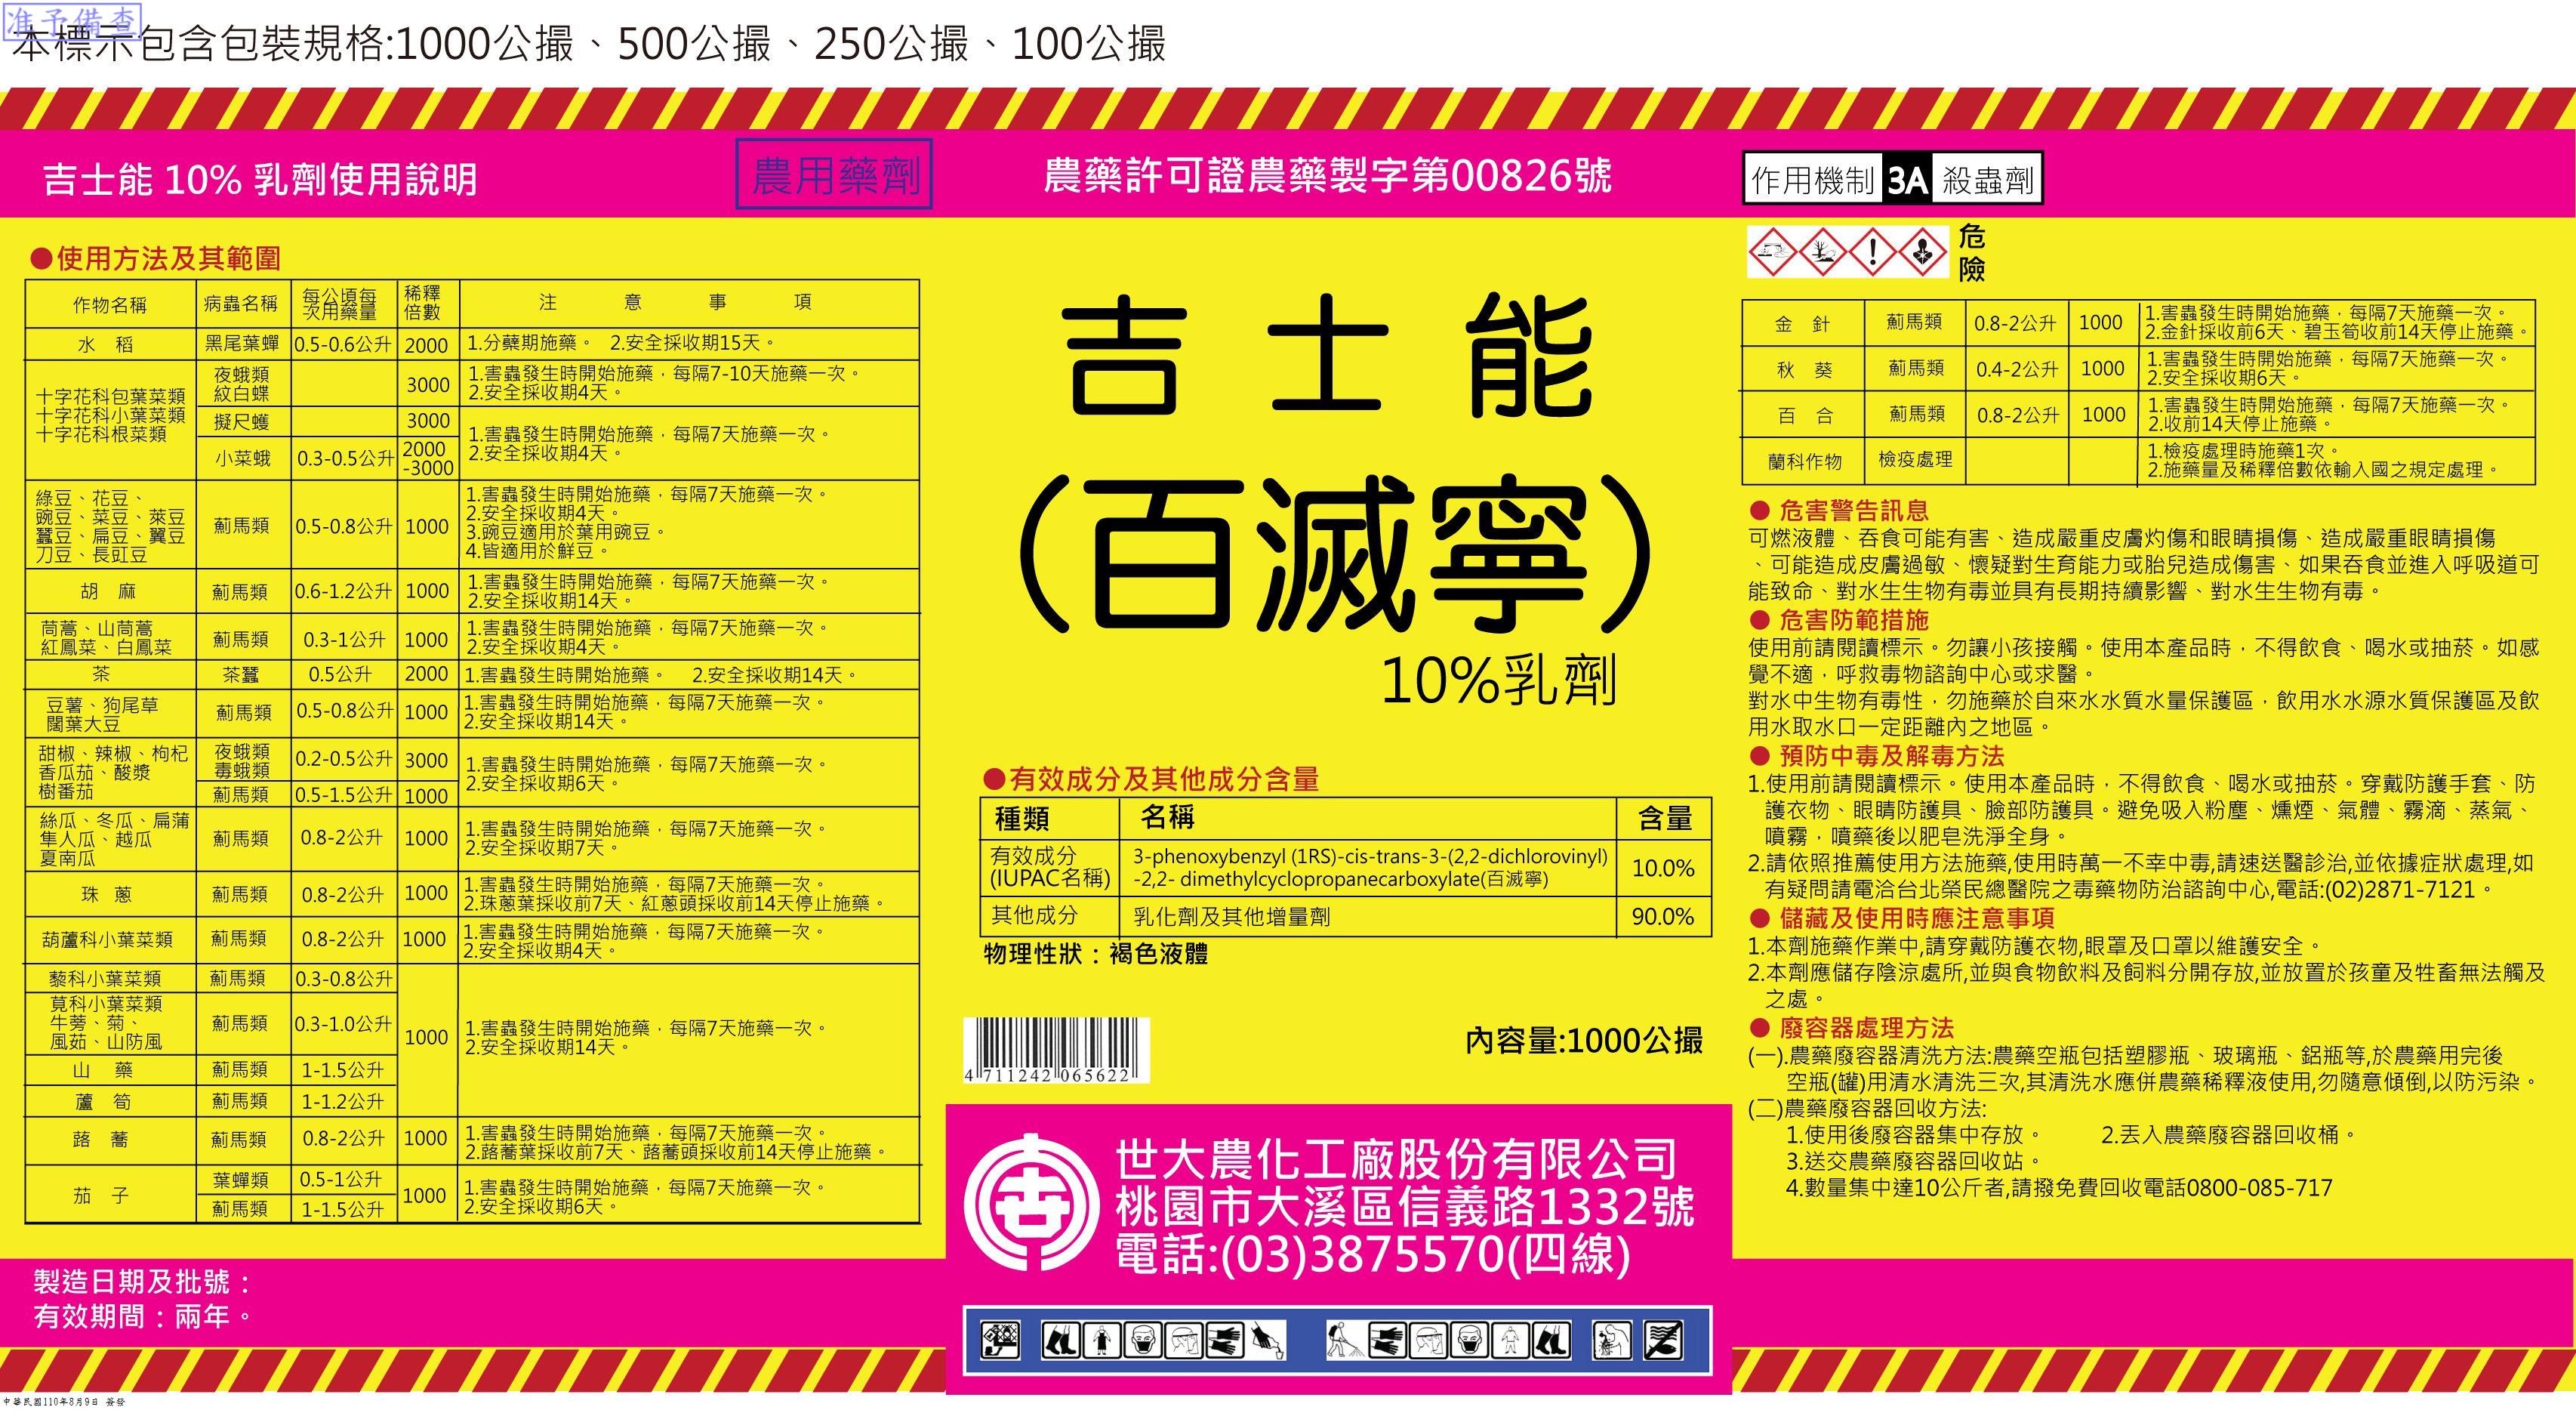 准予備查
本標示包含包裝規格:1000公撮、500公撮、250公撮、100公撮
吉士能 10% 乳劑使用說明
農用藥劑
農藥許可證農藥製字第00826號
作用機制 3A 殺蟲劑
●使用方法及其範圍
作物名稱 病蟲名稱 每公頃每次用藥量 稀釋倍數 注意事項
水稻 黑尾葉蟬 0.5-0.6公升 2000 1.分蘗期施藥。 2.安全採收期15天。
十字花科包葉菜類
十字花科小葉菜類
十字花科根菜類
夜蛾類
紋白蝶
3000
1.害蟲發生時開始施藥，每隔7-10天施藥一次。
2.安全採收期4天。
擬尺蠖 3000
小菜蛾 0.3-0.5公升 2000-3000
1.害蟲發生時開始施藥，每隔7天施藥一次。
2.安全採收期4天。
綠豆、花豆、
豌豆、菜豆、萊豆
蠶豆、扁豆、翼豆
刀豆、長豇豆
薊馬類 0.5-0.8公升 1000
1.害蟲發生時開始施藥，每隔7天施藥一次。
2.安全採收期4天。
3.豌豆適用於葉用豌豆。
4.皆適用於鮮豆。
胡麻 薊馬類 0.6-1.2公升 1000
1.害蟲發生時開始施藥，每隔7天施藥一次。
2.安全採收期14天。
茼蒿、山茼蒿
紅鳳菜、白鳳菜
薊馬類 0.3-1公升 1000
1.害蟲發生時開始施藥，每隔7天施藥一次。
2.安全採收期4天。
茶 茶蠶 0.5公升 2000 1.害蟲發生時開始施藥。 2.安全採收期14天。
豆薯、狗尾草
闊葉大豆
薊馬類 0.5-0.8公升 1000
1.害蟲發生時開始施藥，每隔7天施藥一次。
2.安全採收期14天。
甜椒、辣椒、枸杞
香瓜茄、酸漿
樹番茄
夜蛾類
毒蛾類
0.2-0.5公升 3000
薊馬類 0.5-1.5公升 1000
1.害蟲發生時開始施藥，每隔7天施藥一次。
2.安全採收期6天。
絲瓜、冬瓜、扁蒲
隼人瓜、越瓜
夏南瓜
薊馬類 0.8-2公升 1000
1.害蟲發生時開始施藥，每隔7天施藥一次。
2.安全採收期7天。
珠蔥 薊馬類 0.8-2公升 1000
1.害蟲發生時開始施藥，每隔7天施藥一次。
2.珠蔥葉採收前7天、紅蔥頭採收前14天停止施藥。
葫蘆科小葉菜類 薊馬類 0.8-2公升 1000
1.害蟲發生時開始施藥，每隔7天施藥一次。
2.安全採收期4天。
藜科小葉菜類 薊馬類 0.3-0.8公升
莧科小葉菜類
牛蒡、菊、
風茹、山防風
薊馬類 0.3-1.0公升
山藥 薊馬類 1-1.5公升
蘆筍 薊馬類 1-1.2公升
1000
1.害蟲發生時開始施藥，每隔7天施藥一次。
2.安全採收期14天。
蕗蕎 薊馬類 0.8-2公升 1000
1.害蟲發生時開始施藥，每隔7天施藥一次。
2.蕗蕎葉採收前7天、蕗蕎頭採收前14天停止施藥。
茄子
葉蟬類 0.5-1公升
薊馬類 1-1.5公升
1000
1.害蟲發生時開始施藥，每隔7天施藥一次。
2.安全採收期6天。
製造日期及批號：
有效期間：兩年。
吉士能
(百滅寧)
10%乳劑
●有效成分及其他成分含量
種類 名稱 含量
有效成分
(IUPAC名稱)
3-phenoxybenzyl (1RS)-cis-trans-3-(2,2-dichlorovinyl)
-2,2- dimethylcyclopropanecarboxylate(百滅寧)
10.0%
其他成分 乳化劑及其他增量劑 90.0%
物理性狀：褐色液體
4 711242 065622
內容量:1000公撮
世大農化工廠股份有限公司
桃園市大溪區信義路1332號
電話:(03)3875570(四線)
危險
金針 薊馬類 0.8-2公升 1000
1.害蟲發生時開始施藥，每隔7天施藥一次。
2.金針採收前6天、碧玉筍收前14天停止施藥。
秋葵 薊馬類 0.4-2公升 1000
1.害蟲發生時開始施藥，每隔7天施藥一次。
2.安全採收期6天。
百合 薊馬類 0.8-2公升 1000
1.害蟲發生時開始施藥，每隔7天施藥一次。
2.收前14天停止施藥。
蘭科作物 檢疫處理
1.檢疫處理時施藥1次。
2.施藥量及稀釋倍數依輸入國之規定處理。
● 危害警告訊息
可燃液體、吞食可能有害、造成嚴重皮膚灼傷和眼睛損傷、造成嚴重眼睛損傷
、可能造成皮膚過敏、懷疑對生育能力或胎兒造成傷害、如果吞食並進入呼吸道可
能致命、對水生生物有毒並具有長期持續影響、對水生生物有毒。
● 危害防範措施
使用前請閱讀標示。勿讓小孩接觸。使用本產品時，不得飲食、喝水或抽菸。如感
覺不適，呼救毒物諮詢中心或求醫。
對水中生物有毒性，勿施藥於自來水水質水量保護區，飲用水水源水質保護區及飲
用水取水口一定距離內之地區。
● 預防中毒及解毒方法
1.使用前請閱讀標示。使用本產品時，不得飲食、喝水或抽菸。穿戴防護手套、防
護衣物、眼睛防護具、臉部防護具。避免吸入粉塵、燻煙、氣體、霧滴、蒸氣、
噴霧，噴藥後以肥皂洗淨全身。
2.請依照推薦使用方法施藥,使用時萬一不幸中毒,請速送醫診治,並依據症狀處理,如
有疑問請電洽台北榮民總醫院之毒藥物防治諮詢中心,電話:(02)2871-7121。
● 儲藏及使用時應注意事項
1.本劑施藥作業中,請穿戴防護衣物,眼罩及口罩以維護安全。
2.本劑應儲存陰涼處所,並與食物飲料及飼料分開存放,並放置於孩童及牲畜無法觸及
之處。
● 廢容器處理方法
(一).農藥廢容器清洗方法:農藥空瓶包括塑膠瓶、玻璃瓶、鋁瓶等,於農藥用完後
空瓶(罐)用清水清洗三次,其清洗水應併農藥稀釋液使用,勿隨意傾倒,以防污染。
(二)農藥廢容器回收方法:
1.使用後廢容器集中存放。 2.丟入農藥廢容器回收桶。
3.送交農藥廢容器回收站。
4.數量集中達10公斤者,請撥免費回收電話0800-085-717
中華民國110年8月9日 簽發